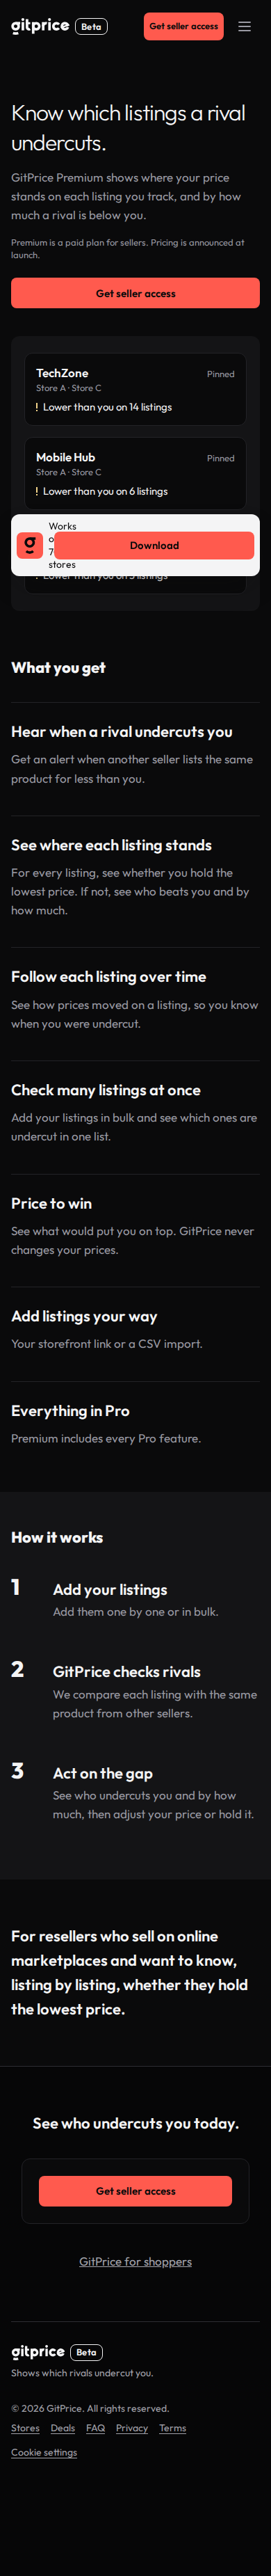 gitprice Beta Get seller access
Know which listings a rival
undercuts.
GitPrice Premium shows where your price
stands on each listing you track, and by how
much a rival is below you.
Premium is a paid plan for sellers. Pricing is announced at
launch.
Get seller access
TechZone Pinned
Store A · Store C
! Lower than you on 14 listings
Mobile Hub Pinned
Store A · Store C
! Lower than you on 6 listings
Works
7
stores
Download
What you get
Hear when a rival undercuts you
Get an alert when another seller lists the same
product for less than you.
See where each listing stands
For every listing, see whether you hold the
lowest price. If not, see who beats you and by
how much.
Follow each listing over time
See how prices moved on a listing, so you know
when you were undercut.
Check many listings at once
Add your listings in bulk and see which ones are
undercut in one list.
Price to win
See what would put you on top. GitPrice never
changes your prices.
Add listings your way
Your storefront link or a CSV import.
Everything in Pro
Premium includes every Pro feature.
How it works
1 Add your listings
Add them one by one or in bulk.
2 GitPrice checks rivals
We compare each listing with the same
product from other sellers.
3 Act on the gap
See who undercuts you and by how
much, then adjust your price or hold it.
For resellers who sell on online
marketplaces and want to know,
listing by listing, whether they hold
the lowest price.
See who undercuts you today.
Get seller access
GitPrice for shoppers
gitprice Beta
Shows which rivals undercut you.
© 2026 GitPrice. All rights reserved.
Stores Deals FAQ Privacy Terms
Cookie settings